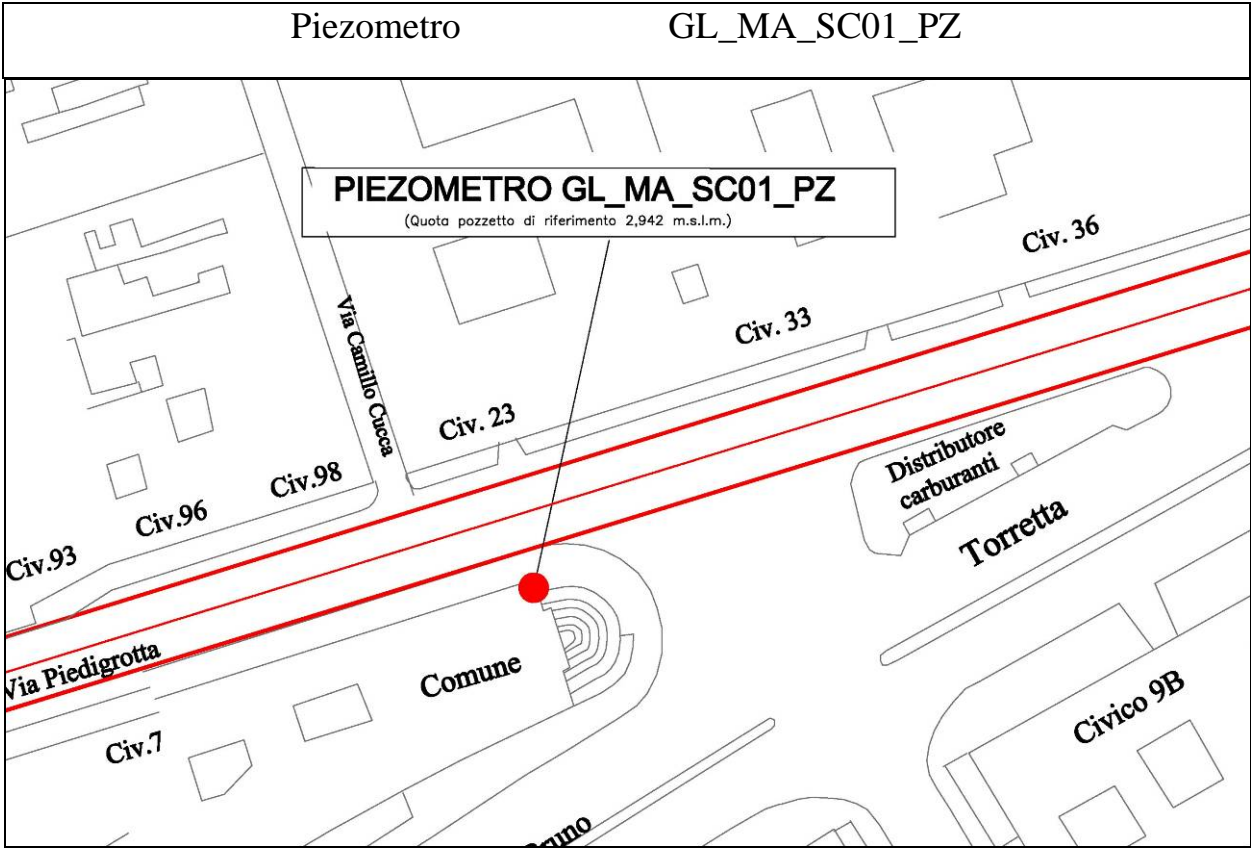 Piezometro GL_MA_SC01_PZ
PIEZOMETRO GL_MA_SC01_PZ
(Quota pozzetto di riferimento 2,942 m.s.l.m.)
Civ. 36
Civ. 33
Via Camillo Cucca
Civ. 23
Distributore
carburanti
Civ.98
Civ.96
Torretta
Civ.93
Via Piedigrotta
Comune
Civico 9B
Civ.7